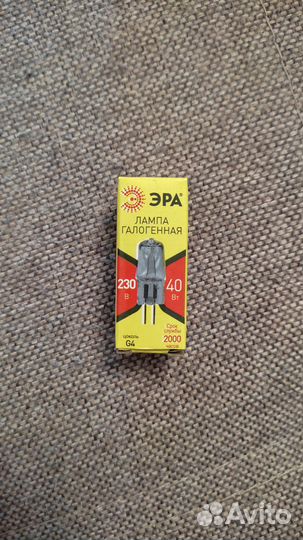 ЭРА
ЛАМПА
ГАЛОГЕННАЯ
230
В
40
Вт
цоколь
G4
Срок
службы
2000
часов
Avito